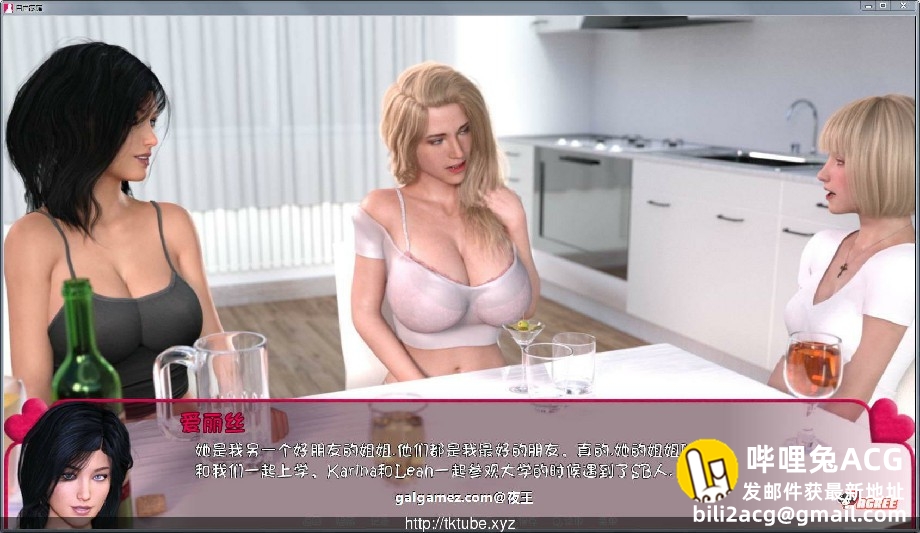 爱丽丝
她是我另一个好朋友的姐姐.他们都是我最好的朋友。真的.她的姐姐
和我们一起上学、Karina和Leah一起参观大学的时候遇到了SB人.
galgamez.com@夜王
http://tktube.xyz
哔哩兔ACG
发邮件获最新地址
AGREE
bili2acg@gmail.com